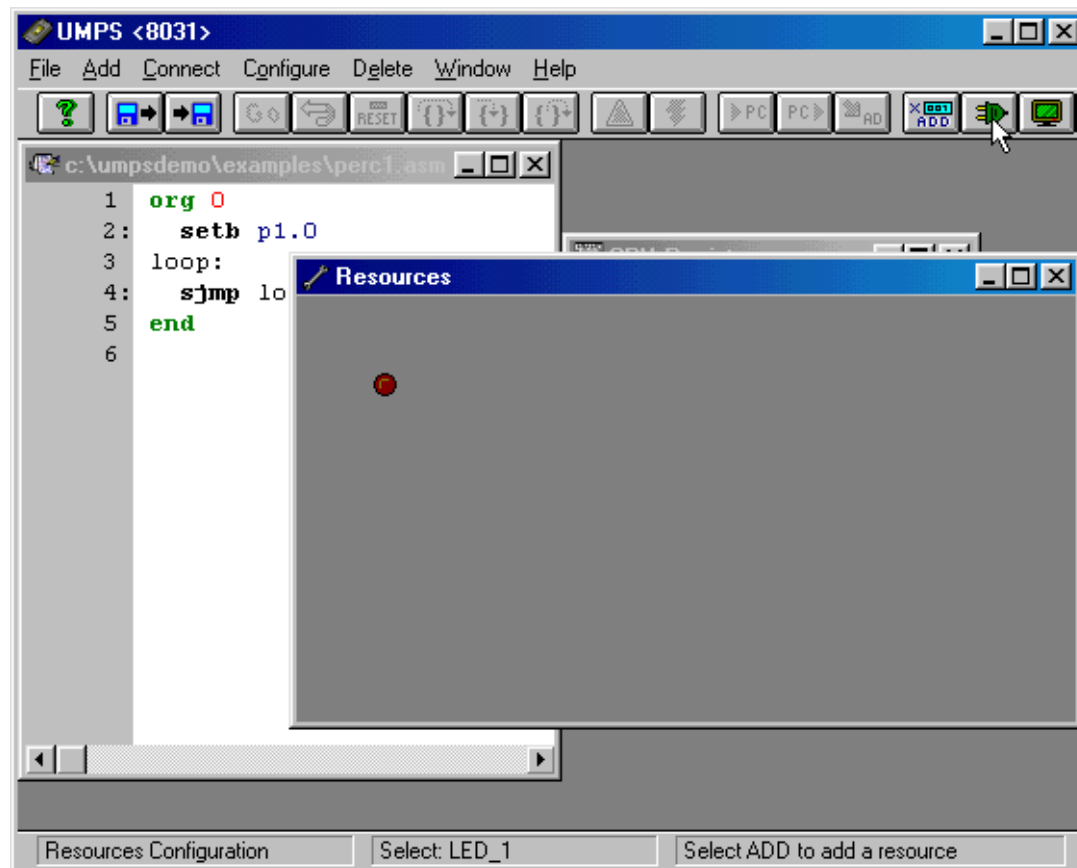 UMPS <8031>
File Add Connect Configure Delete Window Help
? Go RESET {} {} {} PC PC AD X 001 ADD
c:\umpsdemo\examples\perc1.asm
1 org 0
2: setb p1.0
3 loop:
4: sjmp lo
5 end
6
Resources
Resources Configuration
Select: LED_1
Select ADD to add a resource